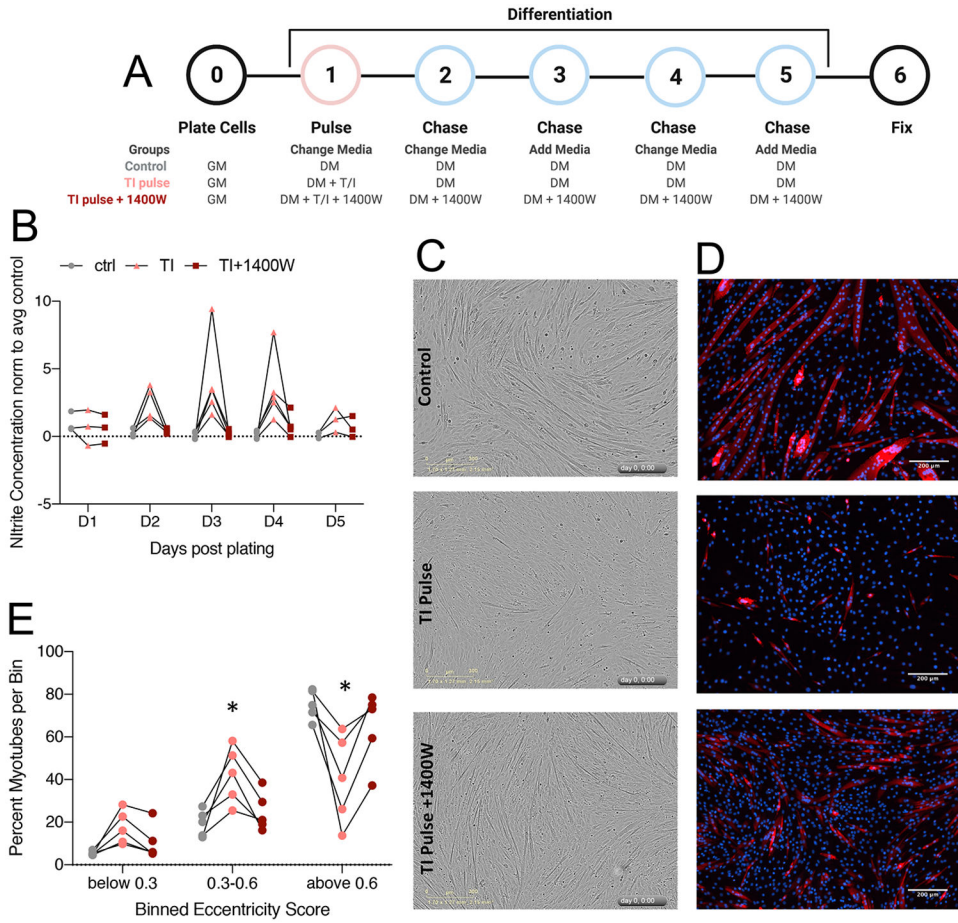 Differentiation
A
0 1 2 3 4 5 6
Plate Cells Pulse Chase Chase Chase Chase Fix
Groups Change Media Change Media Add Media Change Media Add Media
Control GM DM DM DM DM DM
TI pulse GM DM + T/I DM DM DM DM
TI pulse + 1400W GM DM + T/I + 1400W DM + 1400W DM + 1400W DM + 1400W DM + 1400W
B
ctrl TI TI+1400W
NItrite Concentration norm to avg control
10
5
0
-5
D1 D2 D3 D4 D5
Days post plating
C
Control
day 0, 0:00
TI Pulse
day 0, 0:00
TI Pulse +1400W
day 0, 0:00
D
200 µm
200 µm
200 µm
E
Percent Myotubes per Bin
100
80
60
40
20
0
* *
below 0.3 0.3-0.6 above 0.6
Binned Eccentricity Score